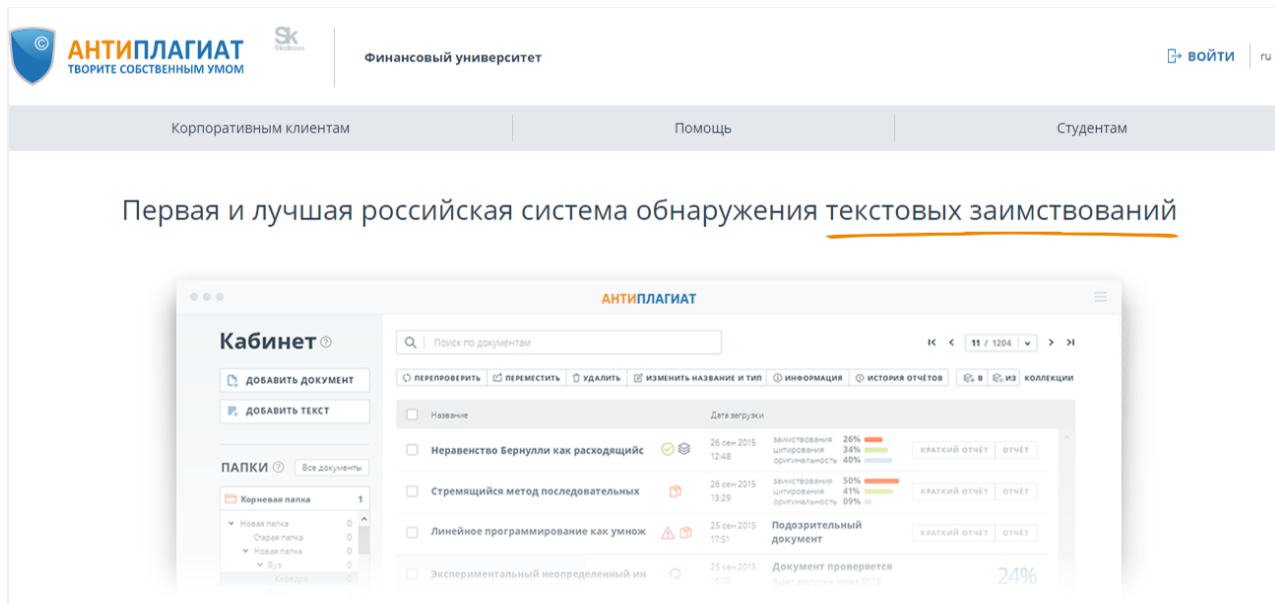 ©
АНТИПЛАГИАТ
ТВОРИТЕ СОБСТВЕННЫМ УМОМ
Sk
Skolkovo
Финансовый университет
ВОЙТИ
ru
Корпоративным клиентам
Помощь
Студентам
Первая и лучшая российская система обнаружения текстовых заимствований
АНТИПЛАГИАТ
Кабинет ?
Поиск по документам
11 / 1204
ДОБАВИТЬ ДОКУМЕНТ
ПЕРЕПРОВЕРИТЬ ПЕРЕМЕСТИТЬ УДАЛИТЬ ИЗМЕНИТЬ НАЗВАНИЕ И ТИП ИНФОРМАЦИЯ ИСТОРИЯ ОТЧЁТОВ В ИЗ КОЛЛЕКЦИИ
ДОБАВИТЬ ТЕКСТ
Название Дата загрузки
Неравенство Бернулли как расходящийс
26 сен 2015
12:48
заимствования 26%
цитирования 34%
оригинальность 40%
КРАТКИЙ ОТЧЁТ ОТЧЁТ
ПАПКИ ? Все документы
Корневая папка 1
Стремящийся метод последовательных
26 сен 2015
13:29
заимствования 50%
цитирования 41%
оригинальность 09%
КРАТКИЙ ОТЧЁТ ОТЧЁТ
Новая папка 0
Старая папка 0
Новая папка 0
Вуз 0
Кафедра 0
Линейное программирование как умнож
25 сен 2015
17:51
Подозрительный
документ
КРАТКИЙ ОТЧЁТ ОТЧЁТ
Экспериментальный неопределенный ин
25 сен 2015
16:10
Документ проверяется
24%